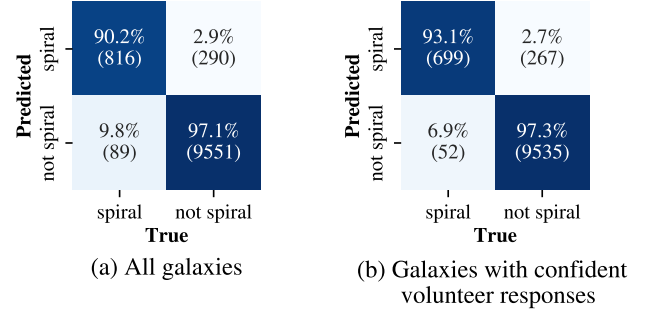 Predicted
spiral
not spiral
90.2%
(816)
2.9%
(290)
9.8%
(89)
97.1%
(9551)
spiral
not spiral
True
(a) All galaxies
Predicted
spiral
not spiral
93.1%
(699)
2.7%
(267)
6.9%
(52)
97.3%
(9535)
spiral
not spiral
True
(b) Galaxies with confident
volunteer responses